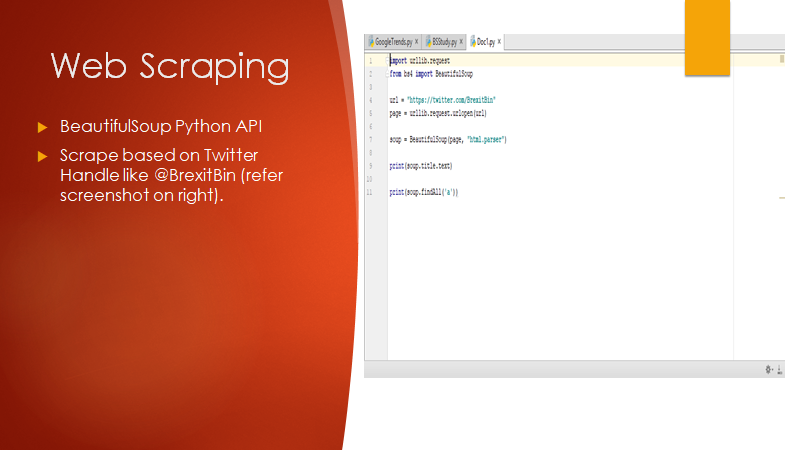 Web Scraping
BeautifulSoup Python API
Scrape based on Twitter
Handle like @BrexitBin (refer
screenshot on right).
GoogleTrends.py BSStudy.py Doc1.py
1 import urllib.request
2 from bs4 import BeautifulSoup
3
4 url = "https://twitter.com/BrexitBin"
5 page = urllib.request.urlopen(url)
6
7 soup = BeautifulSoup(page, "html.parser")
8
9 print(soup.title.text)
10
11 print(soup.findAll('a'))